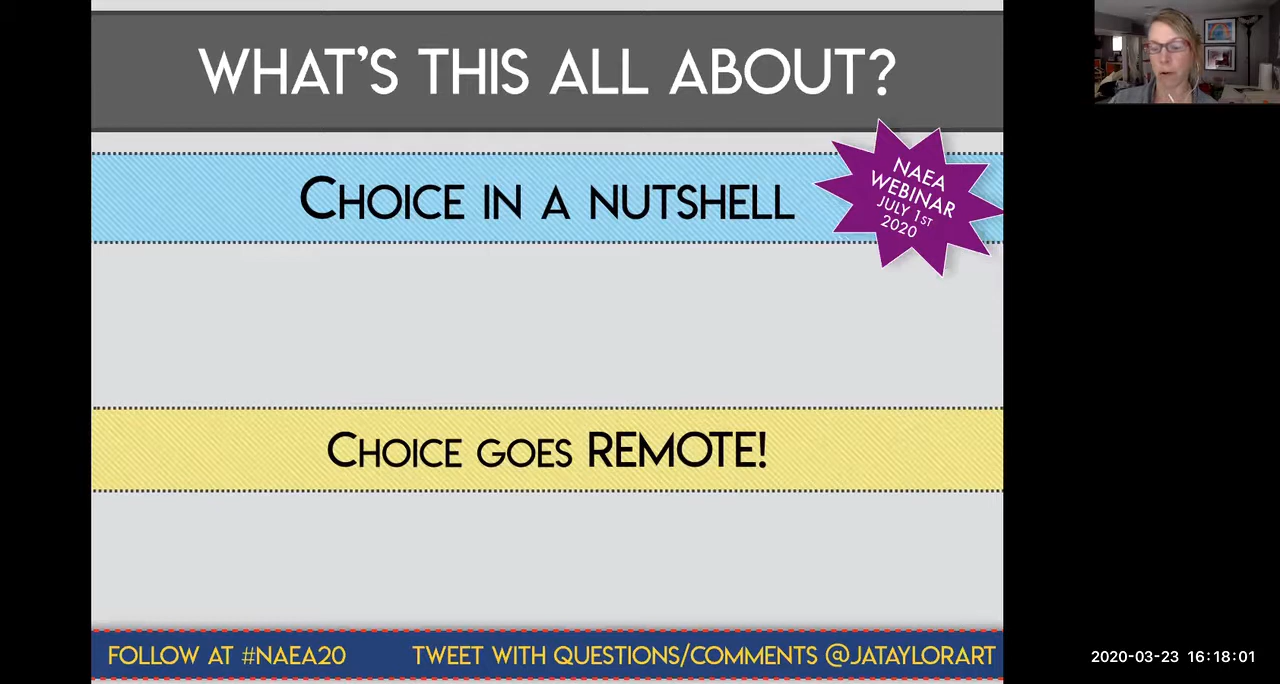 WHAT'S THIS ALL ABOUT?
CHOICE IN A NUTSHELL
NAEA
WEBINAR
JULY 1ST
2020
CHOICE GOES REMOTE!
FOLLOW AT #NAEA20
TWEET WITH QUESTIONS/COMMENTS @JATAYLORART
2020-03-23 16:18:01